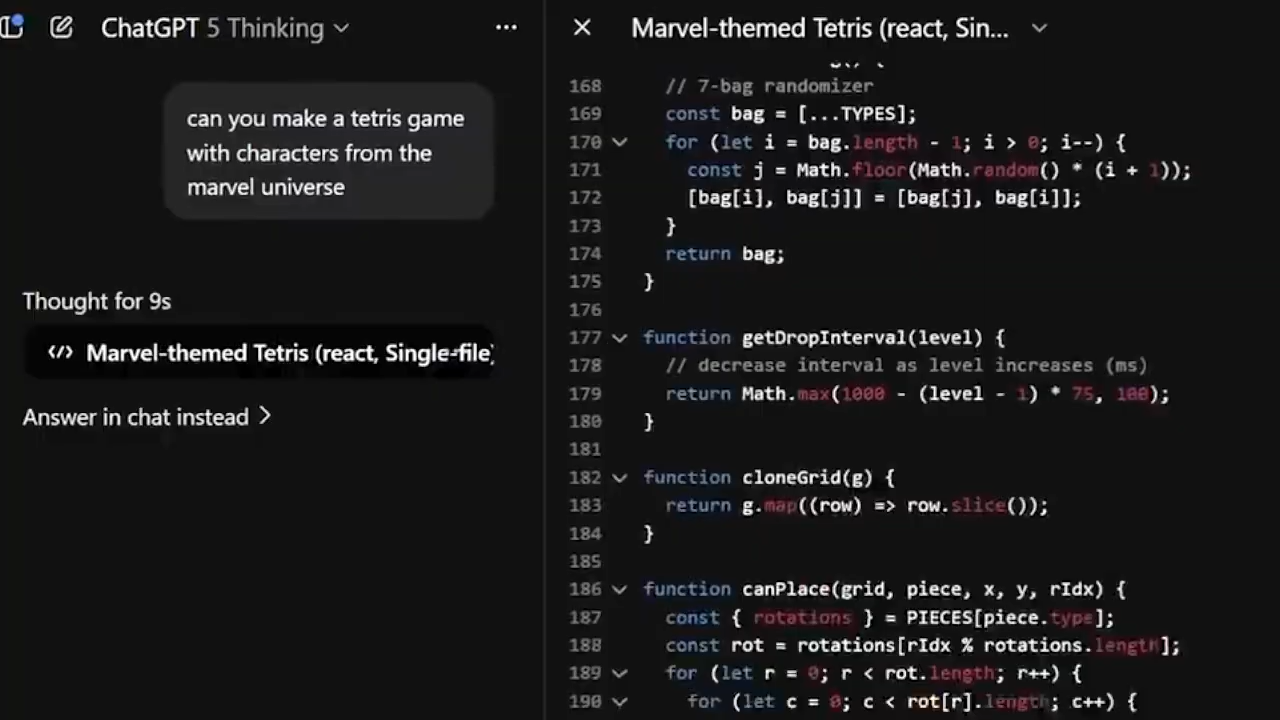 ChatGPT 5 Thinking
can you make a tetris game
with characters from the
marvel universe
Thought for 9s
Marvel-themed Tetris (react, Single-file)
Answer in chat instead
Marvel-themed Tetris (react, Sin...
168 // 7-bag randomizer
169 const bag = [...TYPES];
170 for (let i = bag.length - 1; i > 0; i--) {
171 const j = Math.floor(Math.random() * (i + 1));
172 [bag[i], bag[j]] = [bag[j], bag[i]];
173 }
174 return bag;
175 }
176
177 function getDropInterval(level) {
178 // decrease interval as level increases (ms)
179 return Math.max(1000 - (level - 1) * 75, 100);
180 }
181
182 function cloneGrid(g) {
183 return g.map((row) => row.slice());
184 }
185
186 function canPlace(grid, piece, x, y, rIdx) {
187 const { rotations } = PIECES[piece.type];
188 const rot = rotations[rIdx % rotations.length];
189 for (let r = 0; r < rot.length; r++) {
190 for (let c = 0; c < rot[r].length; c++) {